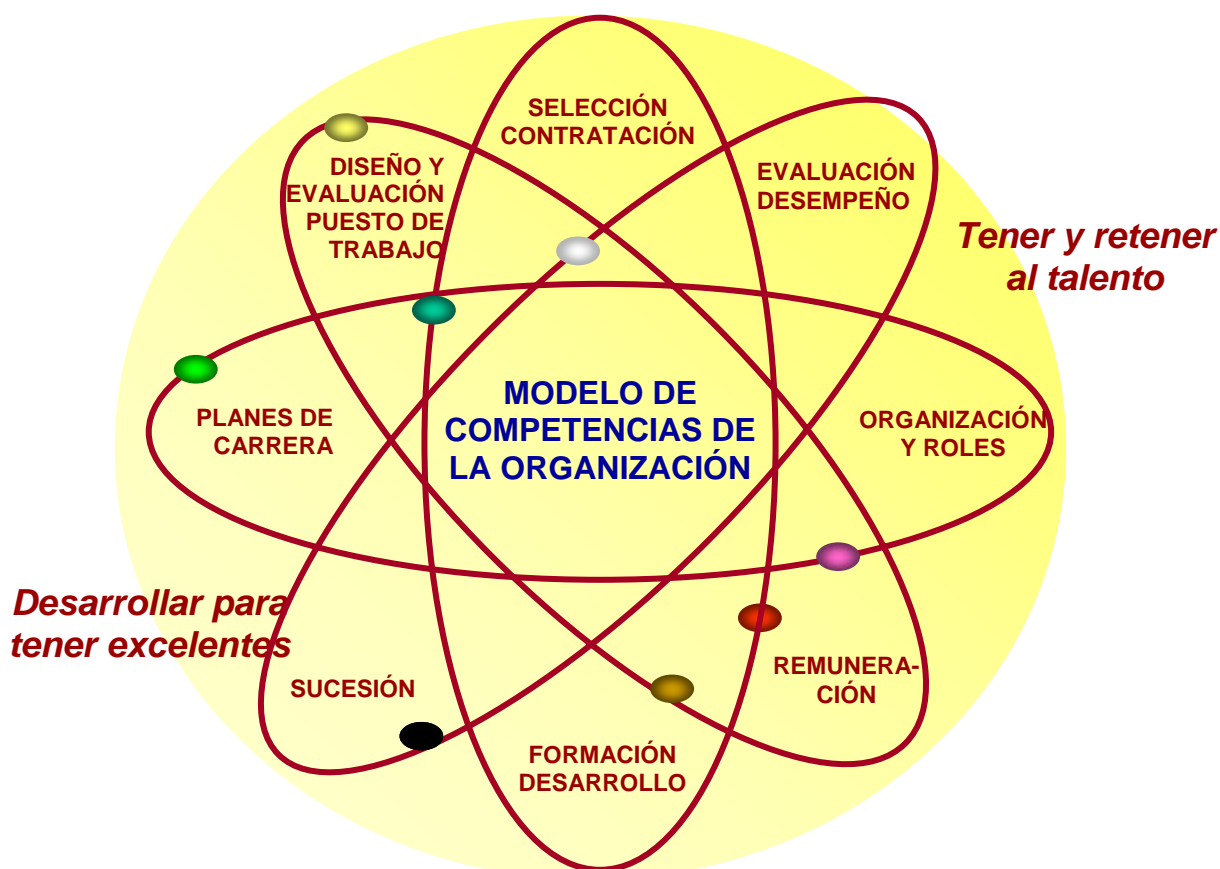 SELECCIÓN
CONTRATACIÓN
DISEÑO Y
EVALUACIÓN
PUESTO DE
TRABAJO
EVALUACIÓN
DESEMPEÑO
Tener y retener
al talento
PLANES DE
CARRERA
MODELO DE
COMPETENCIAS DE
LA ORGANIZACIÓN
ORGANIZACIÓN
Y ROLES
Desarrollar para
tener excelentes
SUCESIÓN
REMUNERA-
CIÓN
FORMACIÓN
DESARROLLO